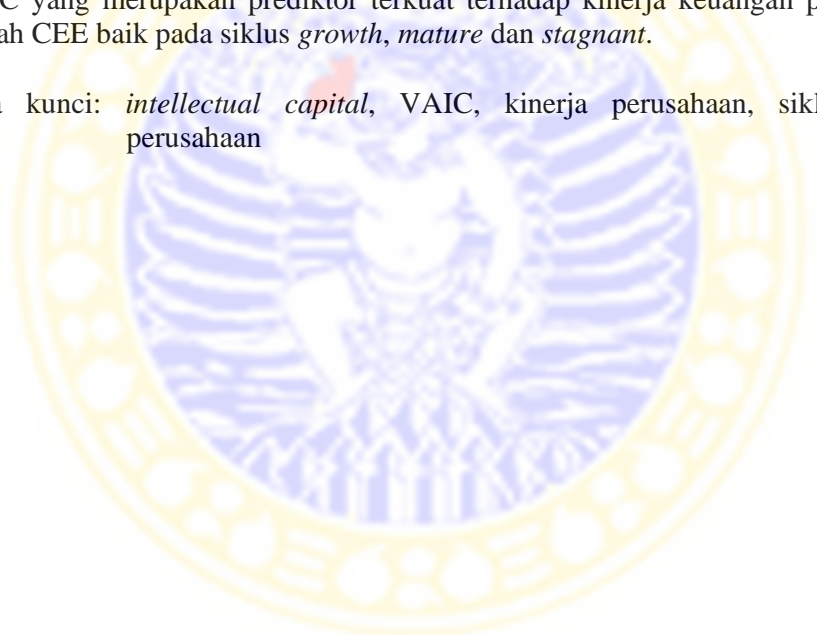 C yang merupakan prediktor terkuat terhadap kinerja keuangan p
ah CEE baik pada siklus growth, mature dan stagnant.
kunci: intellectual capital, VAIC, kinerja perusahaan, sikl
perusahaan